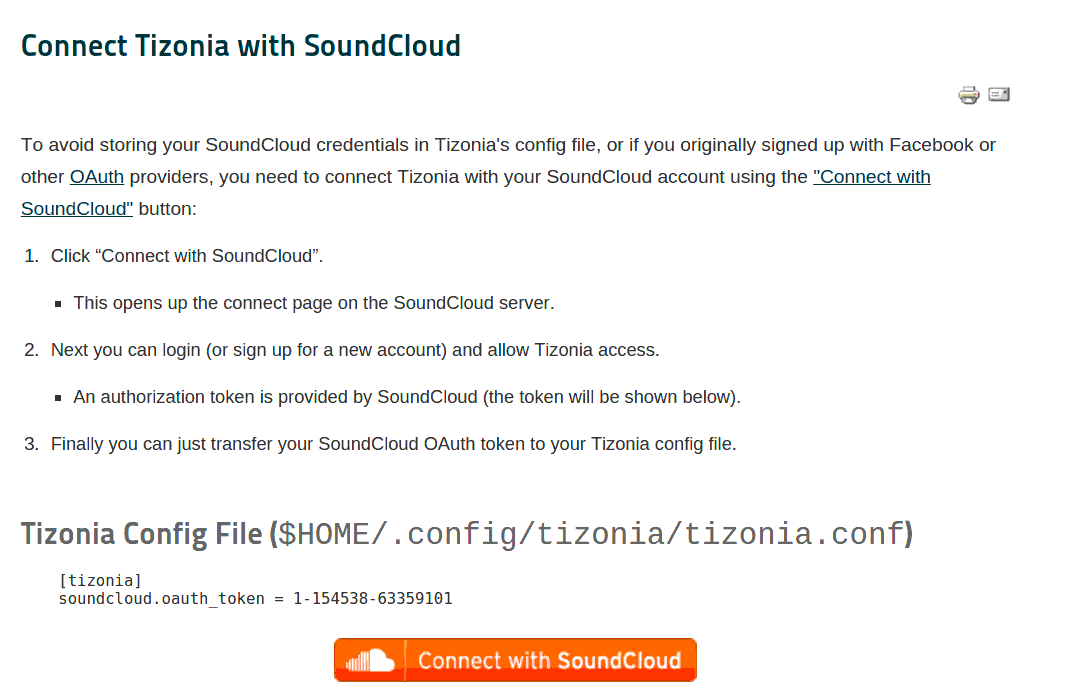 Connect Tizonia with SoundCloud
To avoid storing your SoundCloud credentials in Tizonia's config file, or if you originally signed up with Facebook or
other OAuth providers, you need to connect Tizonia with your SoundCloud account using the "Connect with
SoundCloud" button:
1. Click “Connect with SoundCloud”.
▪ This opens up the connect page on the SoundCloud server.
2. Next you can login (or sign up for a new account) and allow Tizonia access.
▪ An authorization token is provided by SoundCloud (the token will be shown below).
3. Finally you can just transfer your SoundCloud OAuth token to your Tizonia config file.
Tizonia Config File ($HOME/.config/tizonia/tizonia.conf)
[tizonia]
soundcloud.oauth_token = 1-154538-63359101
Connect with SoundCloud